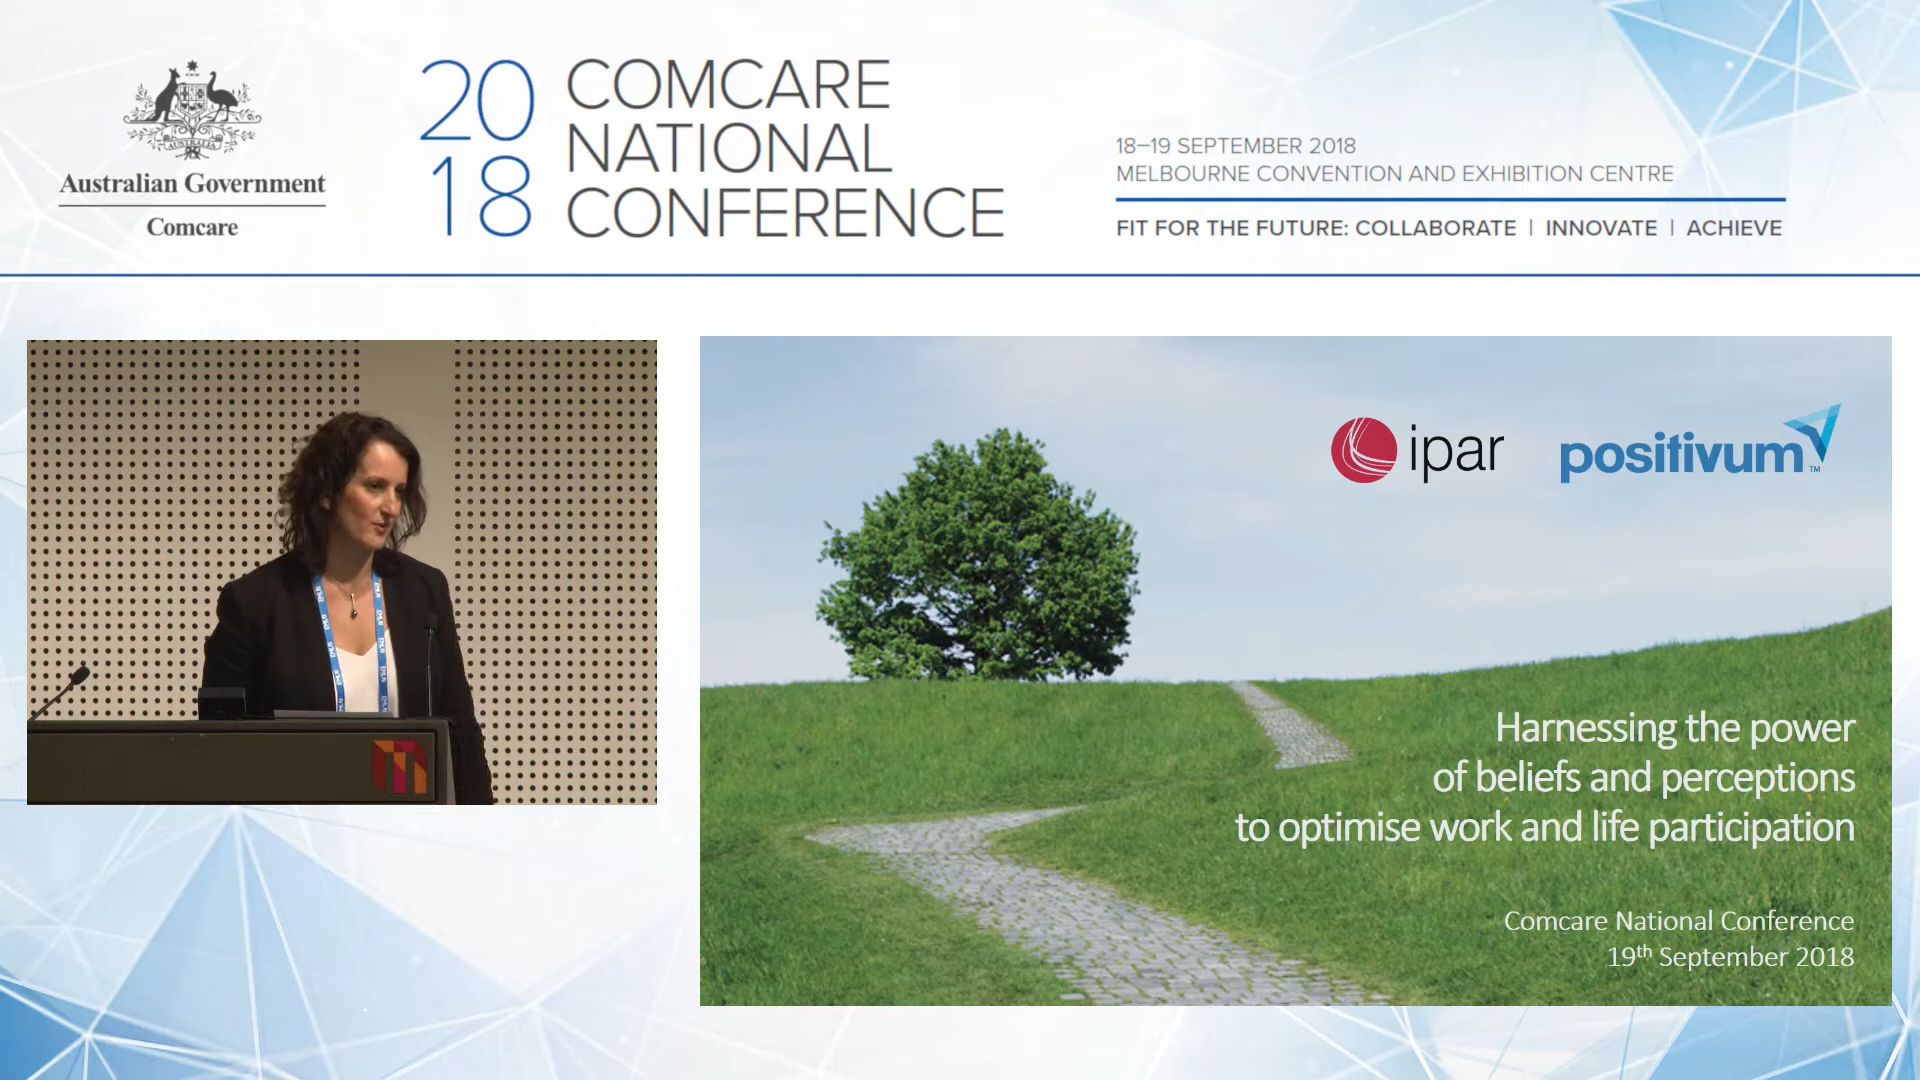 AUSTRALIA
Australian Government
Comcare
20
18
COMCARE
NATIONAL
CONFERENCE
18–19 SEPTEMBER 2018
MELBOURNE CONVENTION AND EXHIBITION CENTRE
FIT FOR THE FUTURE: COLLABORATE | INNOVATE | ACHIEVE
ipar
positivum™
Harnessing the power
of beliefs and perceptions
to optimise work and life participation
Comcare National Conference
19th September 2018